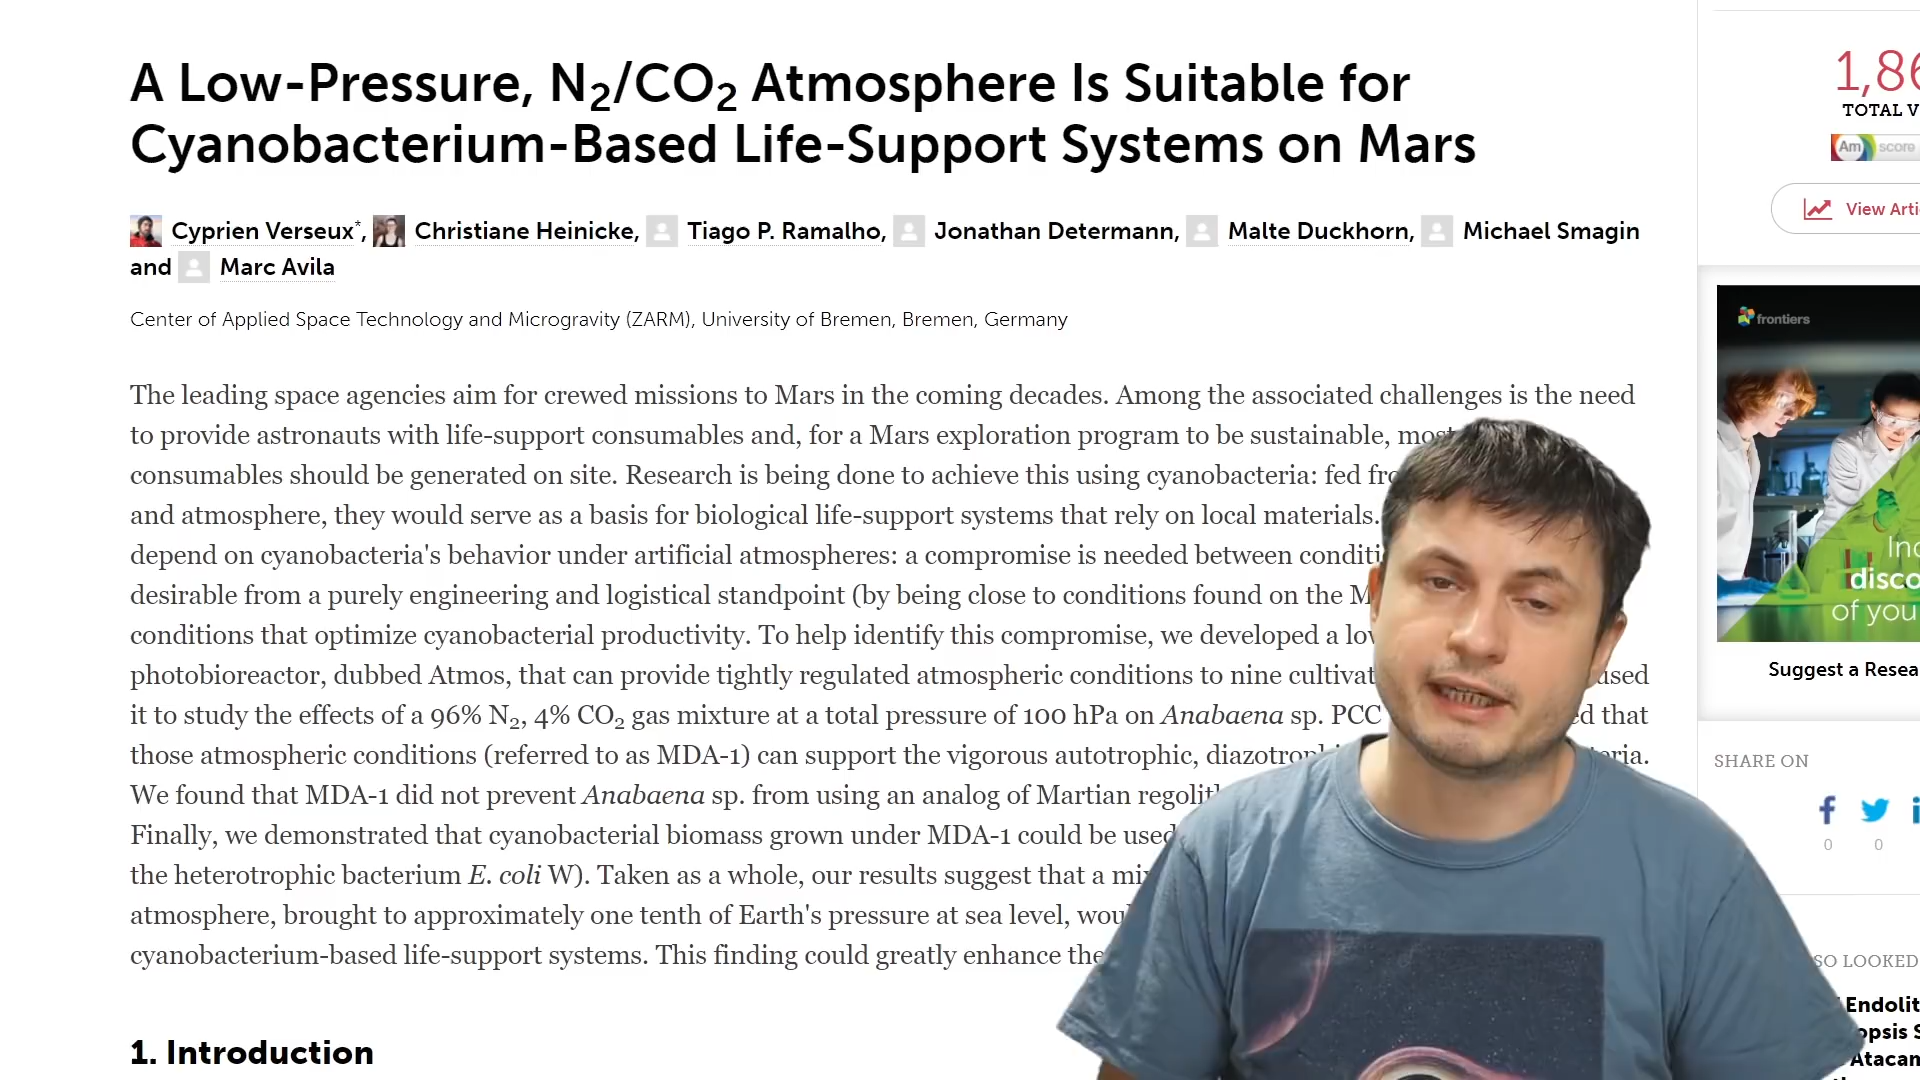 A Low-Pressure, N₂/CO₂ Atmosphere Is Suitable for
Cyanobacterium-Based Life-Support Systems on Mars
Cyprien Verseux*, Christiane Heinicke, Tiago P. Ramalho, Jonathan Determann, Malte Duckhorn, Michael Smagin
and Marc Avila
Center of Applied Space Technology and Microgravity (ZARM), University of Bremen, Bremen, Germany
The leading space agencies aim for crewed missions to Mars in the coming decades. Among the associated challenges is the need
to provide astronauts with life-support consumables and, for a Mars exploration program to be sustainable,
consumables should be generated on site. Research is being done to achieve this using cyanobacteria: fed
and atmosphere, they would serve as a basis for biological life-support systems that rely on local materials.
depend on cyanobacteria's behavior under artificial atmospheres: a compromise is needed between
desirable from a purely engineering and logistical standpoint (by being close to conditions found on the
conditions that optimize cyanobacterial productivity. To help identify this compromise, we developed a
photobioreactor, dubbed Atmos, that can provide tightly regulated atmospheric conditions to nine used
it to study the effects of a 96% N₂, 4% CO₂ gas mixture at a total pressure of 100 hPa on Anabaena sp. PCC that
those atmospheric conditions (referred to as MDA-1) can support the vigorous autotrophic,
We found that MDA-1 did not prevent Anabaena sp. from using an analog of Martian
Finally, we demonstrated that cyanobacterial biomass grown under MDA-1 could be used
the heterotrophic bacterium E. coli W). Taken as a whole, our results suggest that a
atmosphere, brought to approximately one tenth of Earth's pressure at sea level,
cyanobacterium-based life-support systems. This finding could greatly enhance the
1. Introduction
1,86
TOTAL V
Am score
View Arti
frontiers
disco
of you
Suggest a Resea
SHARE ON
0 0
SO LOOKED
Endolit
opsis S
Atacam